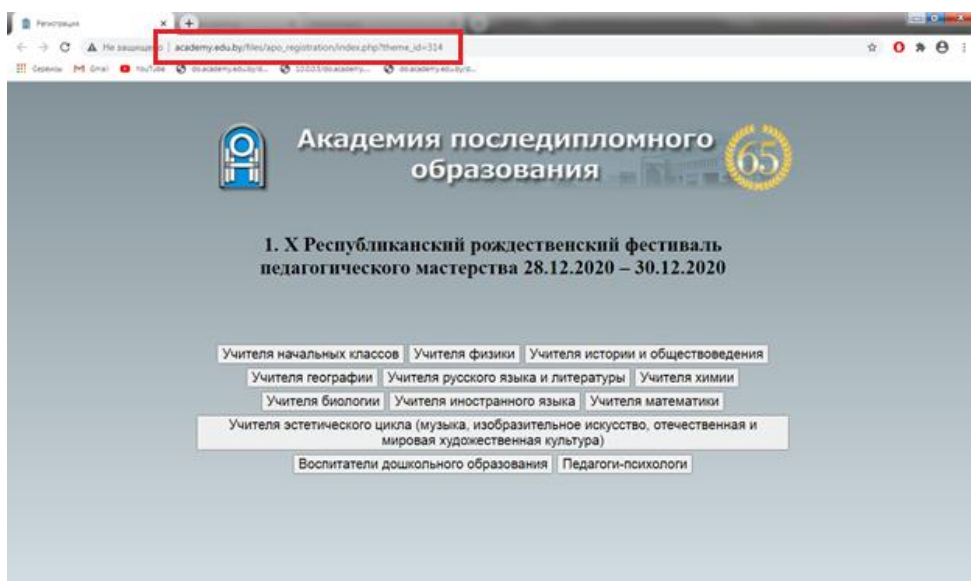 Регистрация
Не защищено | academy.edu.by/files/apo_registration/index.php?theme_id=314
Сервисы Gmail YouTube
Академия последипломного
образования
65
1. X Республиканский рождественский фестиваль
педагогического мастерства 28.12.2020 – 30.12.2020
Учителя начальных классов Учителя физики Учителя истории и обществоведения
Учителя географии Учителя русского языка и литературы Учителя химии
Учителя биологии Учителя иностранного языка Учителя математики
Учителя эстетического цикла (музыка, изобразительное искусство, отечественная и
мировая художественная культура)
Воспитатели дошкольного образования Педагоги-психологи